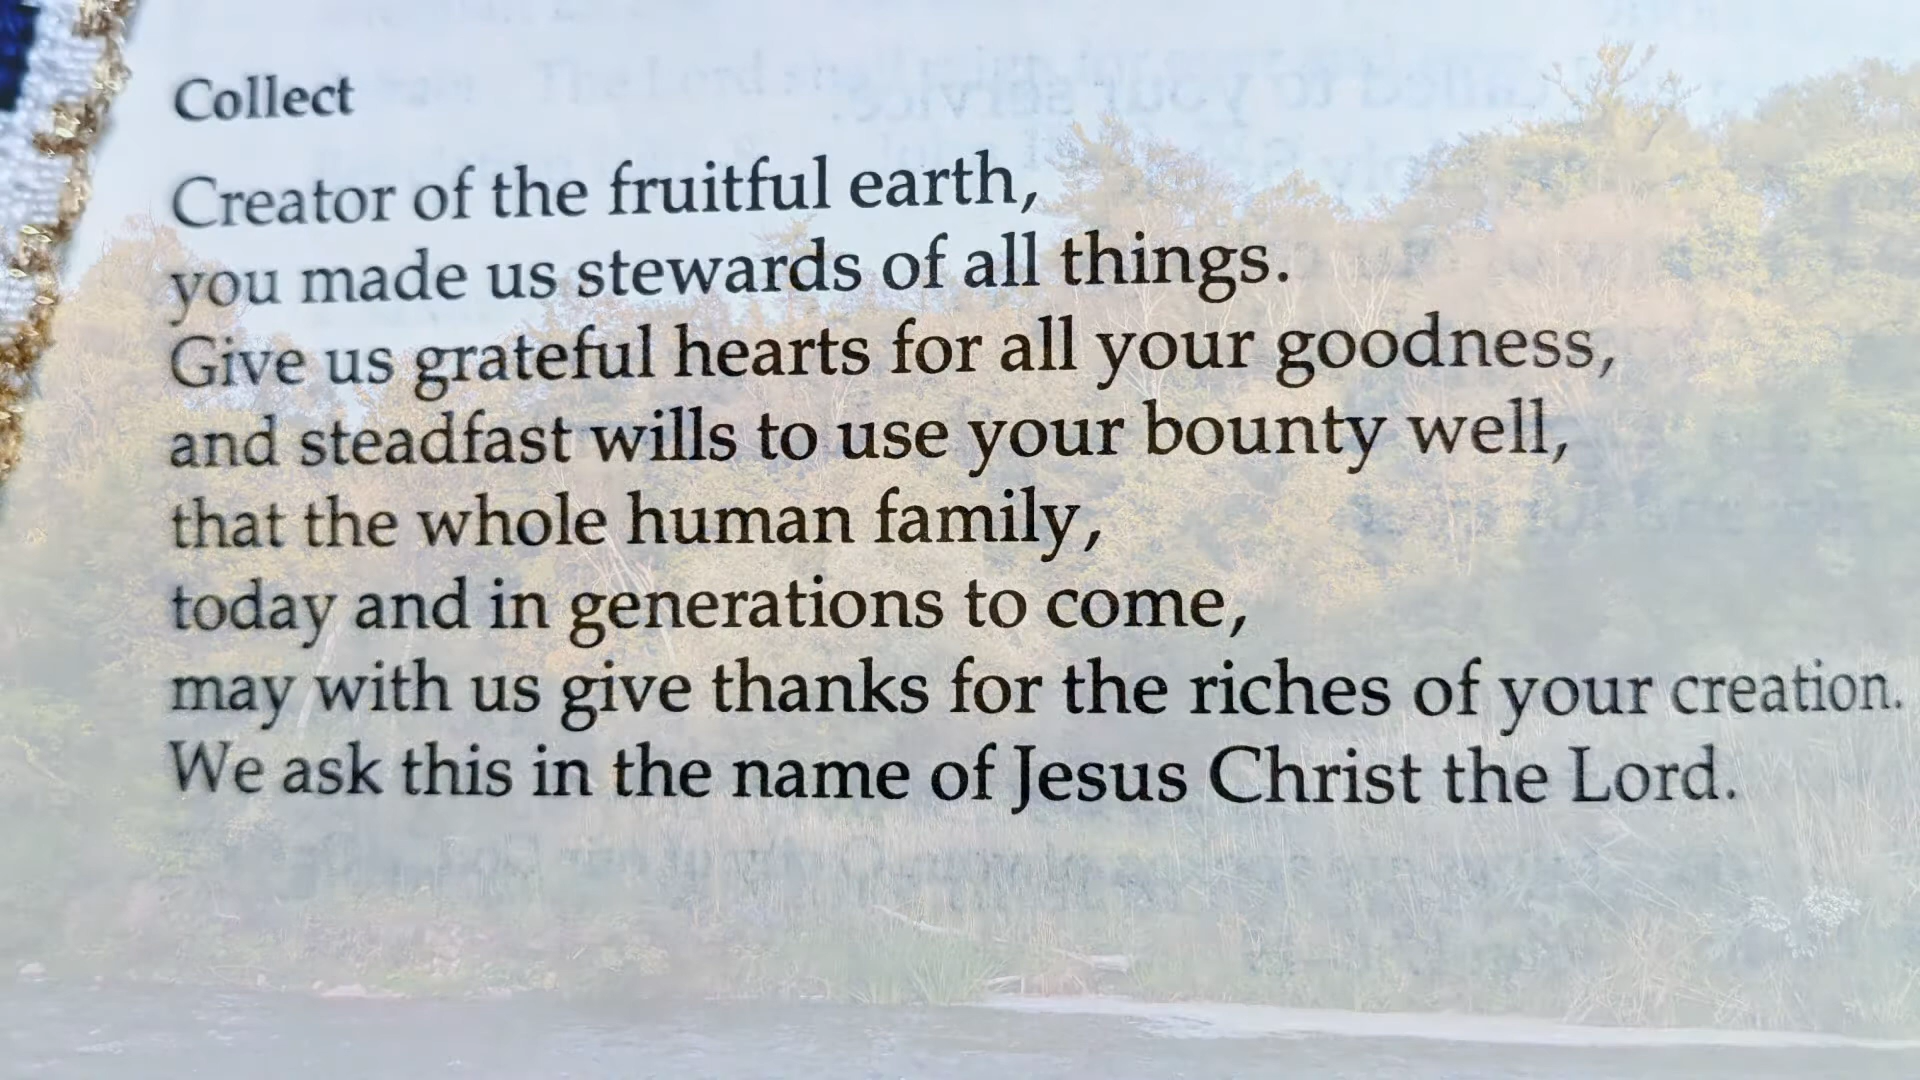 Collect
Creator of the fruitful earth,
you made us stewards of all things.
Give us grateful hearts for all your goodness,
and steadfast wills to use your bounty well,
that the whole human family,
today and in generations to come,
may with us give thanks for the riches of your creation.
We ask this in the name of Jesus Christ the Lord.